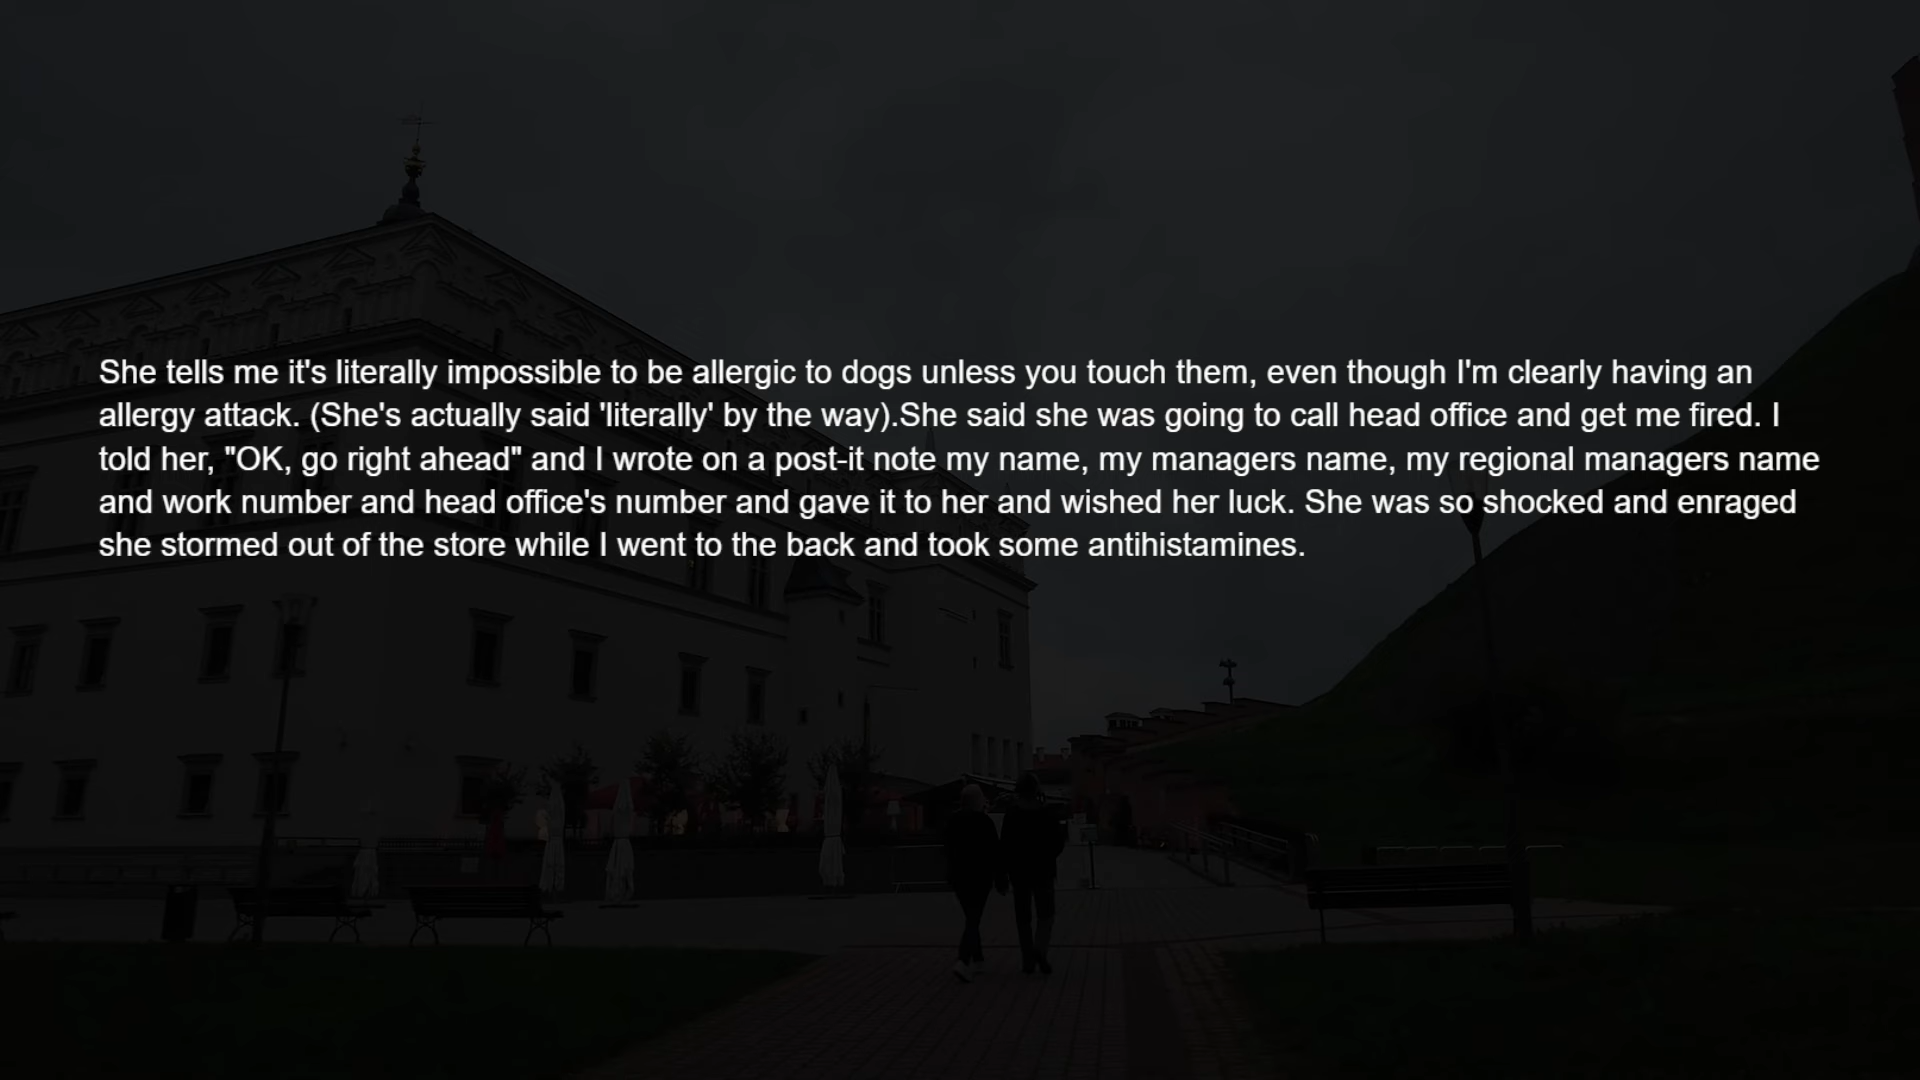 She tells me it's literally impossible to be allergic to dogs unless you touch them, even though I'm clearly having an
allergy attack. (She's actually said 'literally' by the way).She said she was going to call head office and get me fired. I
told her, "OK, go right ahead" and I wrote on a post-it note my name, my managers name, my regional managers name
and work number and head office's number and gave it to her and wished her luck. She was so shocked and enraged
she stormed out of the store while I went to the back and took some antihistamines.